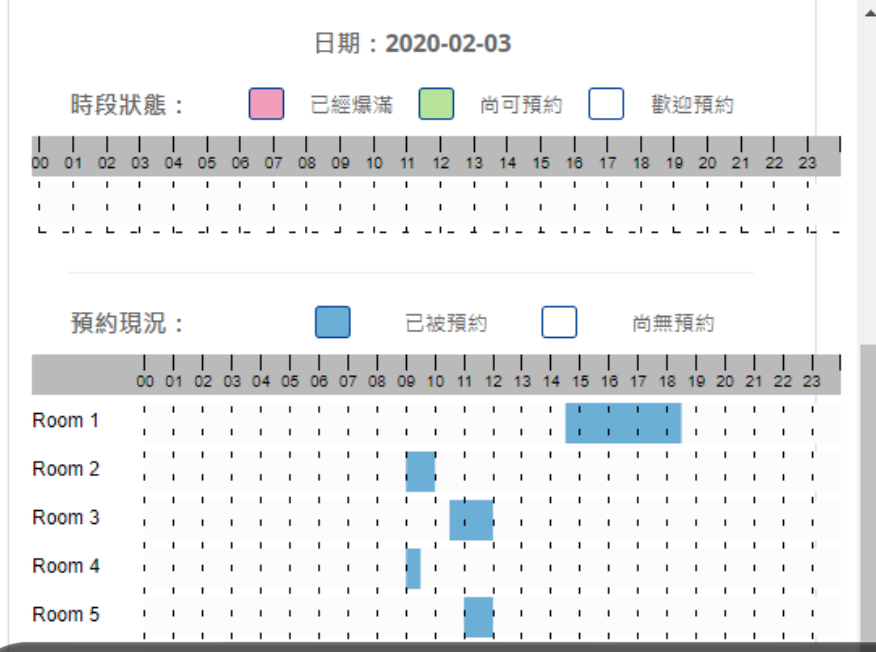 日期：2020-02-03
時段狀態： 已經爆滿 尚可預約 歡迎預約
00 01 02 03 04 05 06 07 08 09 10 11 12 13 14 15 16 17 18 19 20 21 22 23
預約現況： 已被預約 尚無預約
00 01 02 03 04 05 06 07 08 09 10 11 12 13 14 15 16 17 18 19 20 21 22 23
Room 1
Room 2
Room 3
Room 4
Room 5